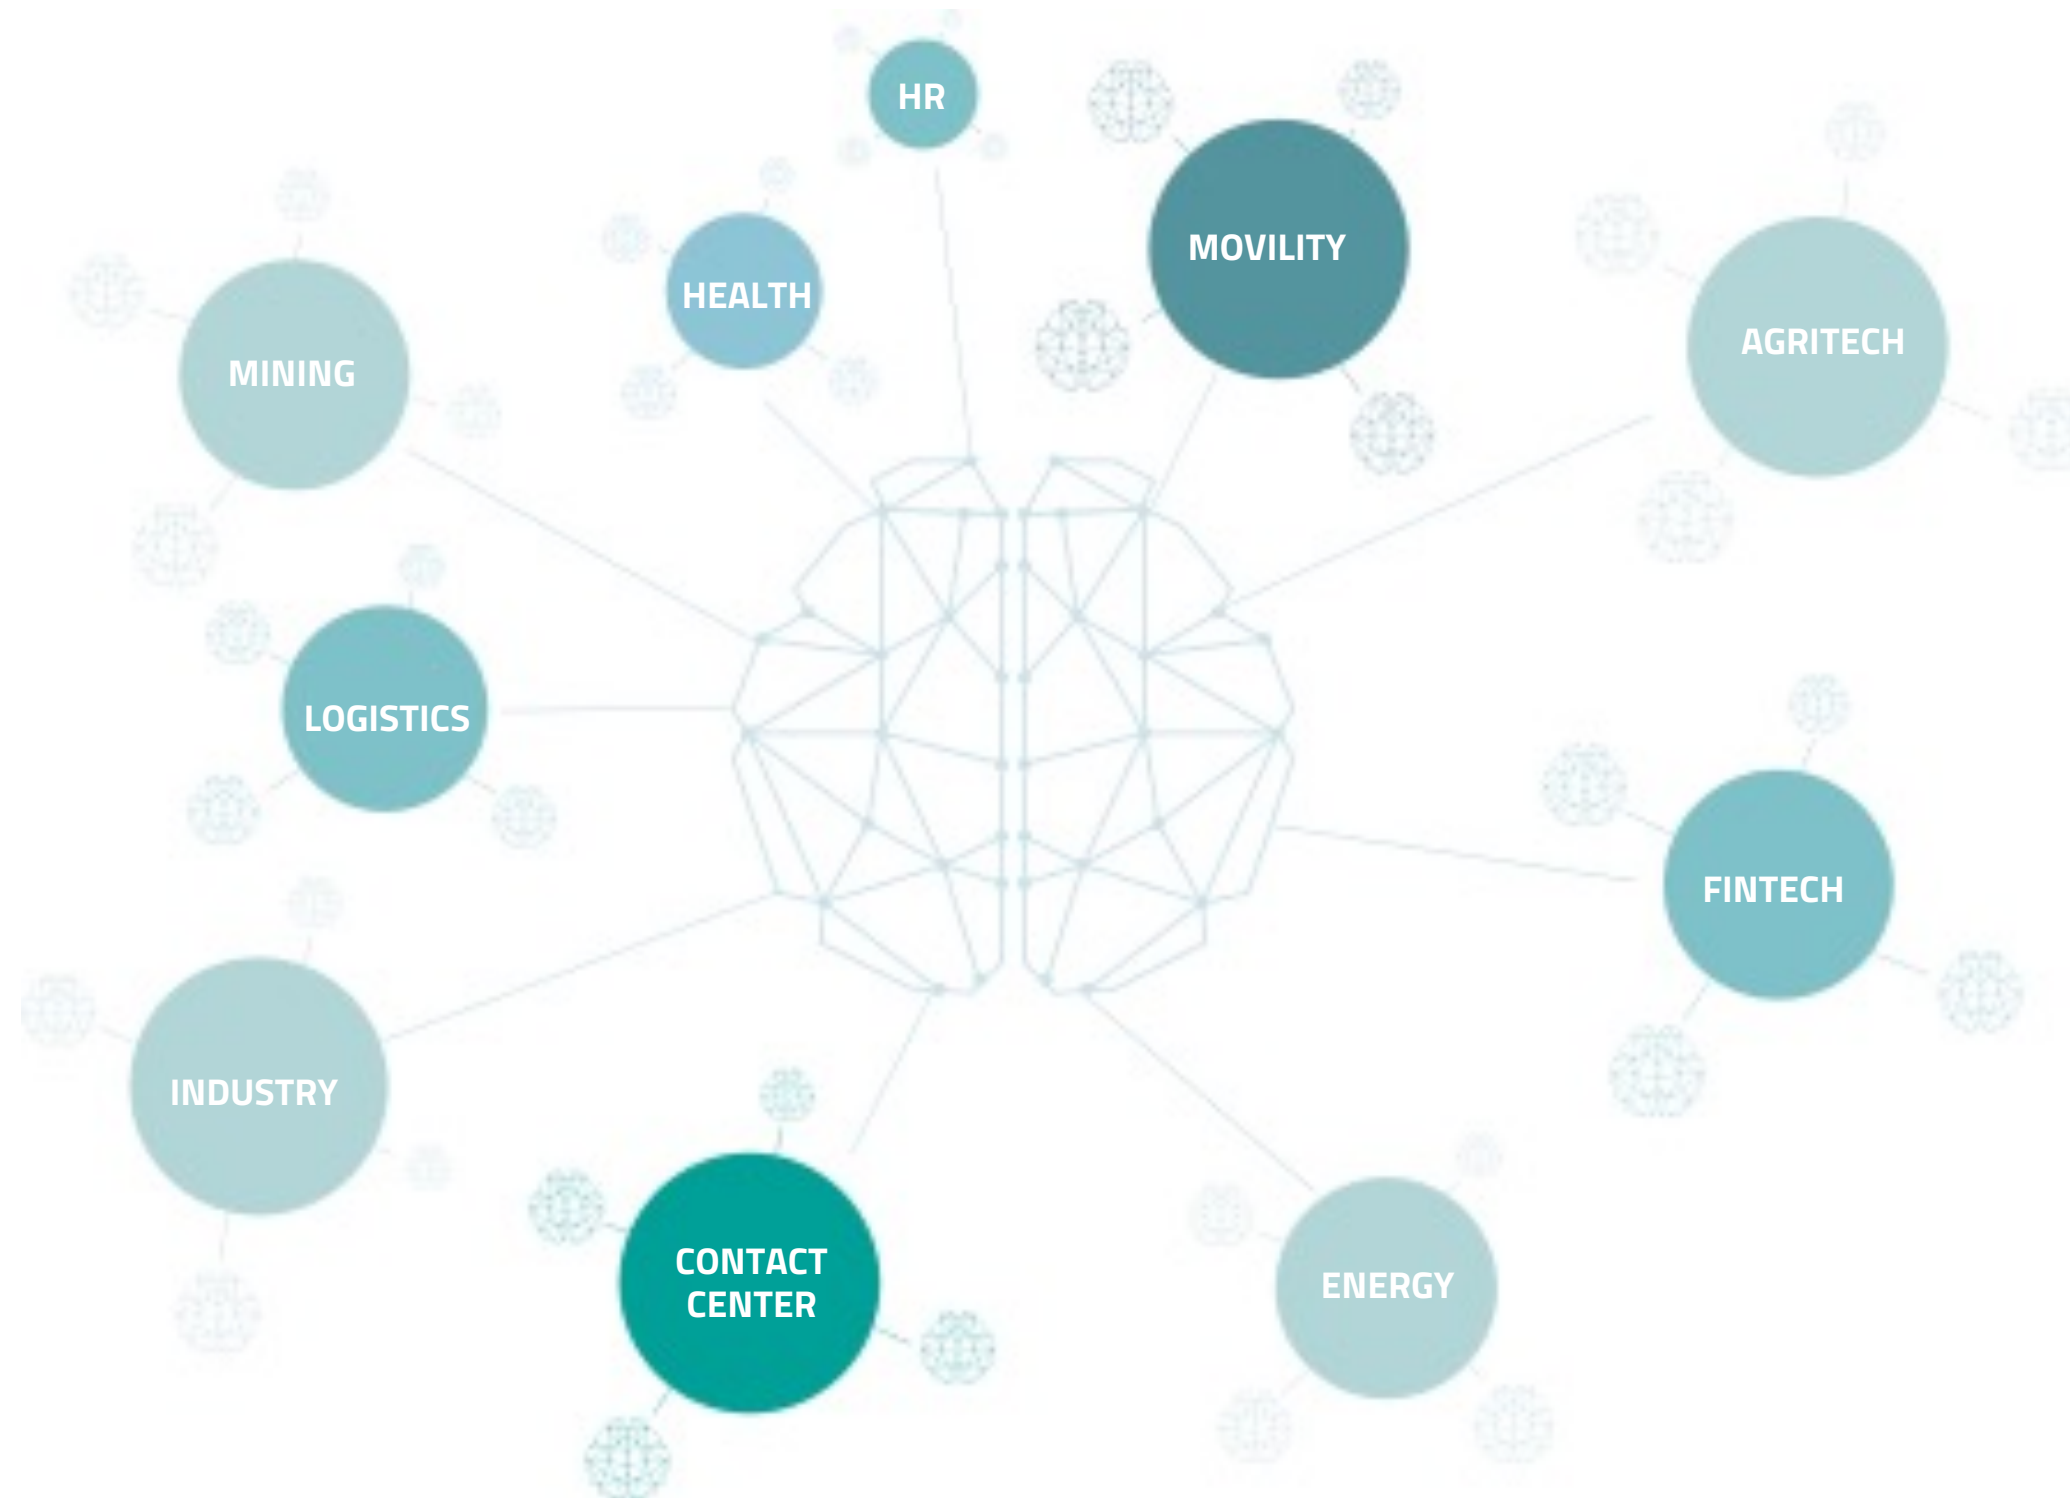 HR
MOVILITY
HEALTH
AGRITECH
MINING
LOGISTICS
FINTECH
INDUSTRY
CONTACT
CENTER
ENERGY